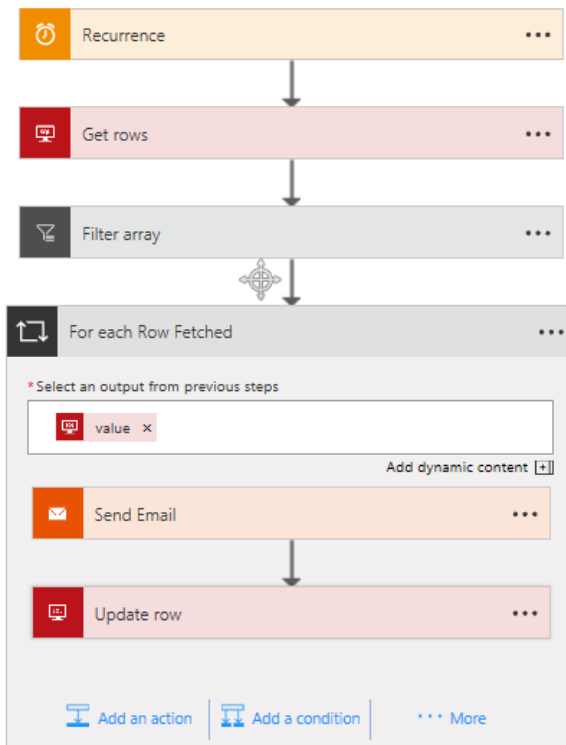 Recurrence
Get rows
Filter array
For each Row Fetched
*Select an output from previous steps
value ×
Add dynamic content [+]
Send Email
Update row
Add an action
Add a condition
More